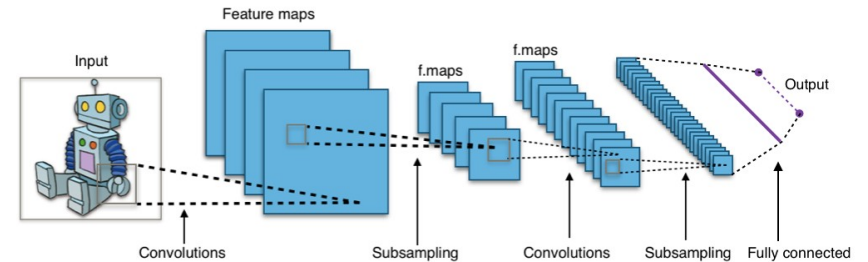 Feature maps
Input
f.maps
f.maps
Output
Convolutions
Subsampling
Convolutions
Subsampling
Fully connected